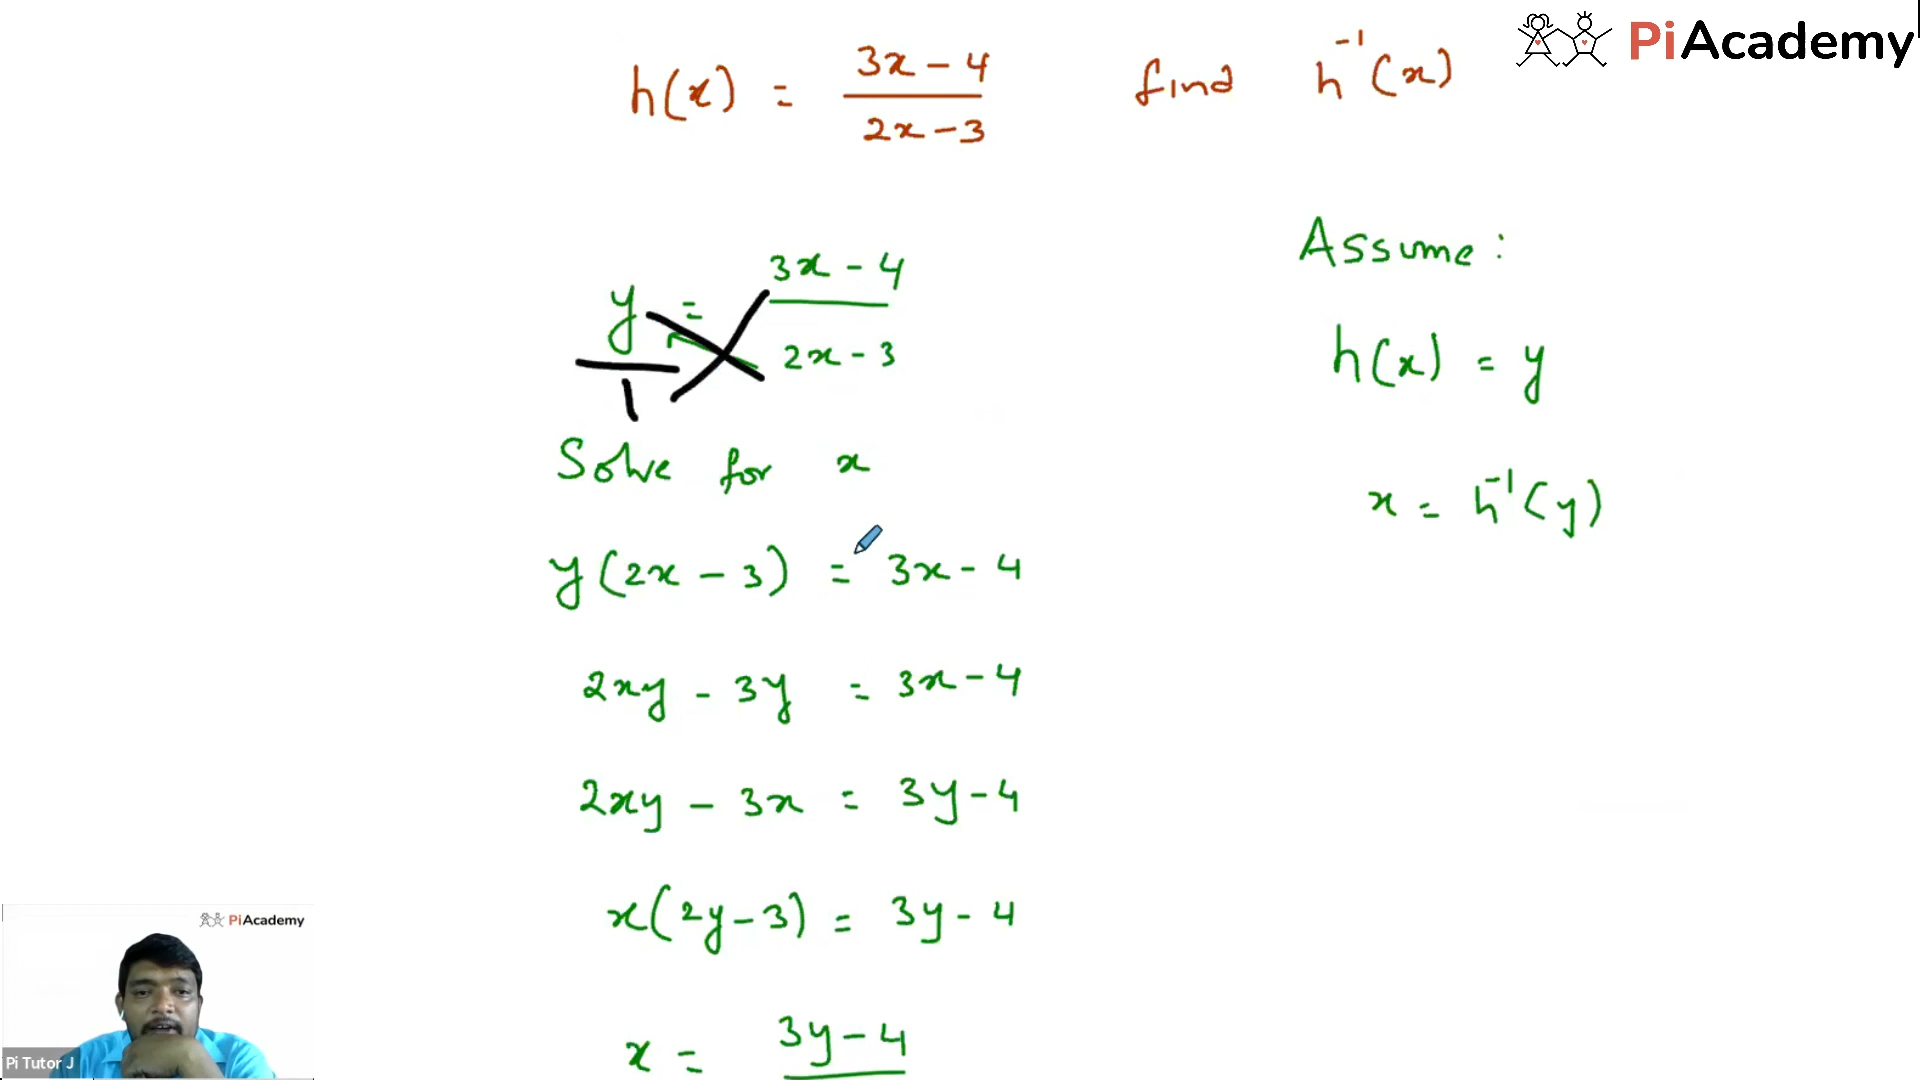 PiAcademy
h(x) = (3x - 4)/(2x - 3) find h⁻¹(x)
Assume :
y/1 = (3x - 4)/(2x - 3)
h(x) = y
Solve for x
x = h⁻¹(y)
y(2x - 3) = 3x - 4
2xy - 3y = 3x - 4
2xy - 3x = 3y - 4
x(2y - 3) = 3y - 4
x = 3y - 4
PiAcademy
Pi Tutor J